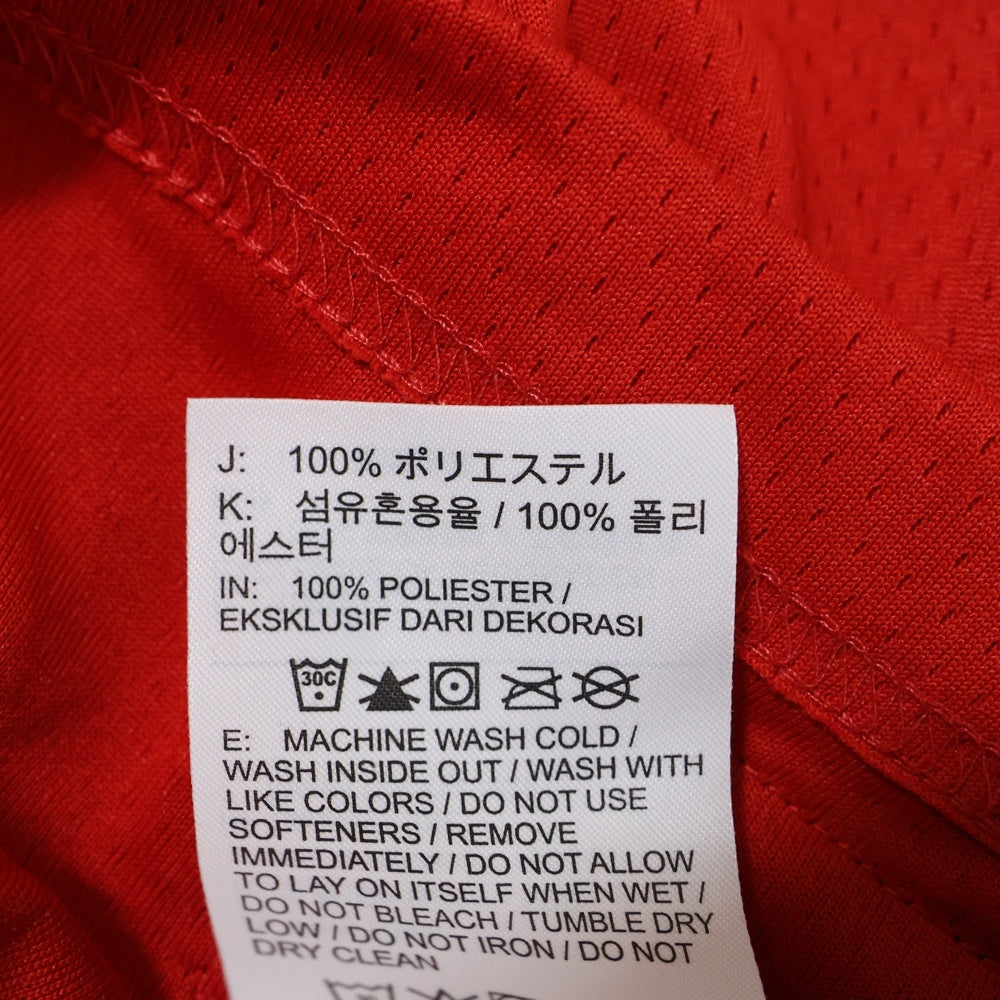 J: 100% ポリエステル
K: 섬유혼용율 / 100% 폴리
에스터
IN: 100% POLIESTER /
EKSKLUSIF DARI DEKORASI
30C
E: MACHINE WASH COLD /
WASH INSIDE OUT / WASH WITH
LIKE COLORS / DO NOT USE
SOFTENERS / REMOVE
IMMEDIATELY / DO NOT ALLOW
TO LAY ON ITSELF WHEN WET /
DO NOT BLEACH / TUMBLE DRY
LOW / DO NOT IRON / DO NOT
DRY CLEAN